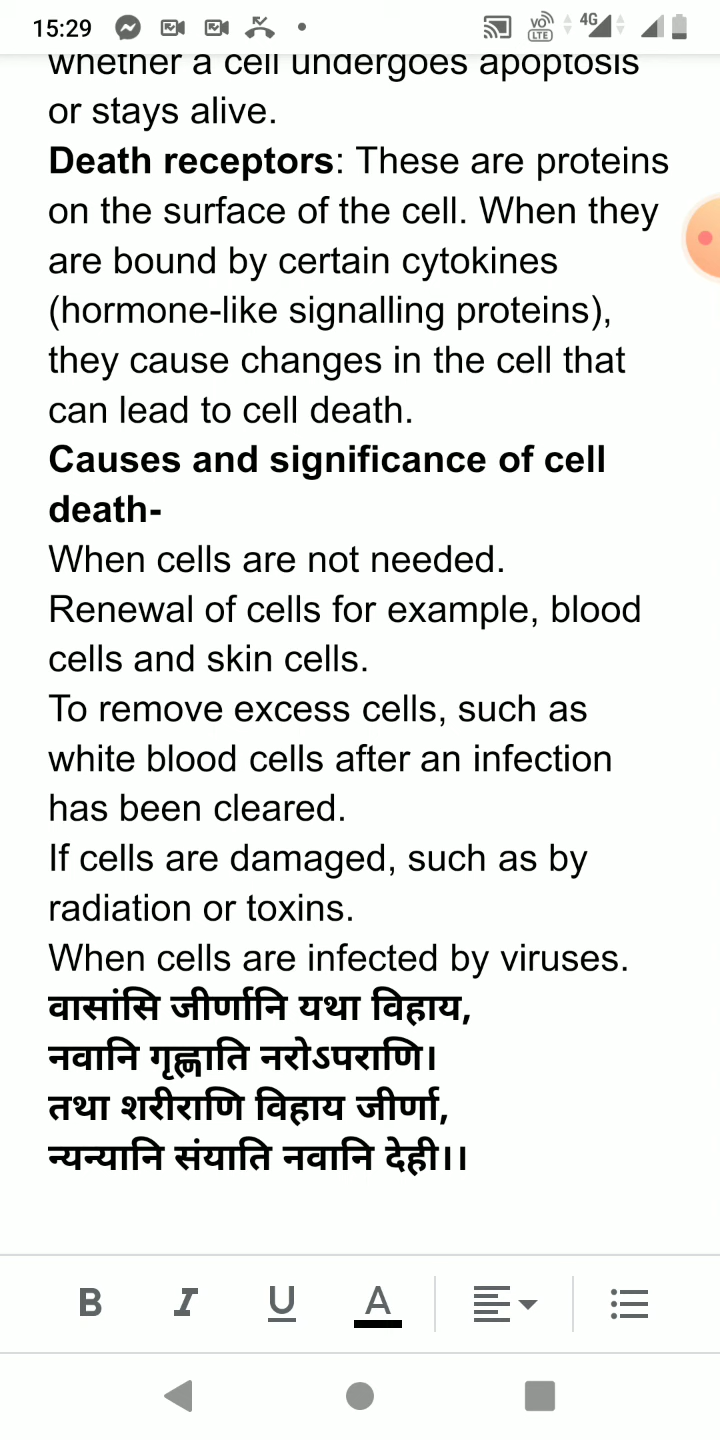 15:29
VO LTE 4G
whether a cell undergoes apoptosis
or stays alive.
Death receptors: These are proteins
on the surface of the cell. When they
are bound by certain cytokines
(hormone-like signalling proteins),
they cause changes in the cell that
can lead to cell death.
Causes and significance of cell
death-
When cells are not needed.
Renewal of cells for example, blood
cells and skin cells.
To remove excess cells, such as
white blood cells after an infection
has been cleared.
If cells are damaged, such as by
radiation or toxins.
When cells are infected by viruses.
वासांसि जीर्णानि यथा विहाय,
नवानि गृह्णाति नरोऽपराणि।
तथा शरीराणि विहाय जीर्णा,
न्यन्यानि संयाति नवानि देही।।
B I U A